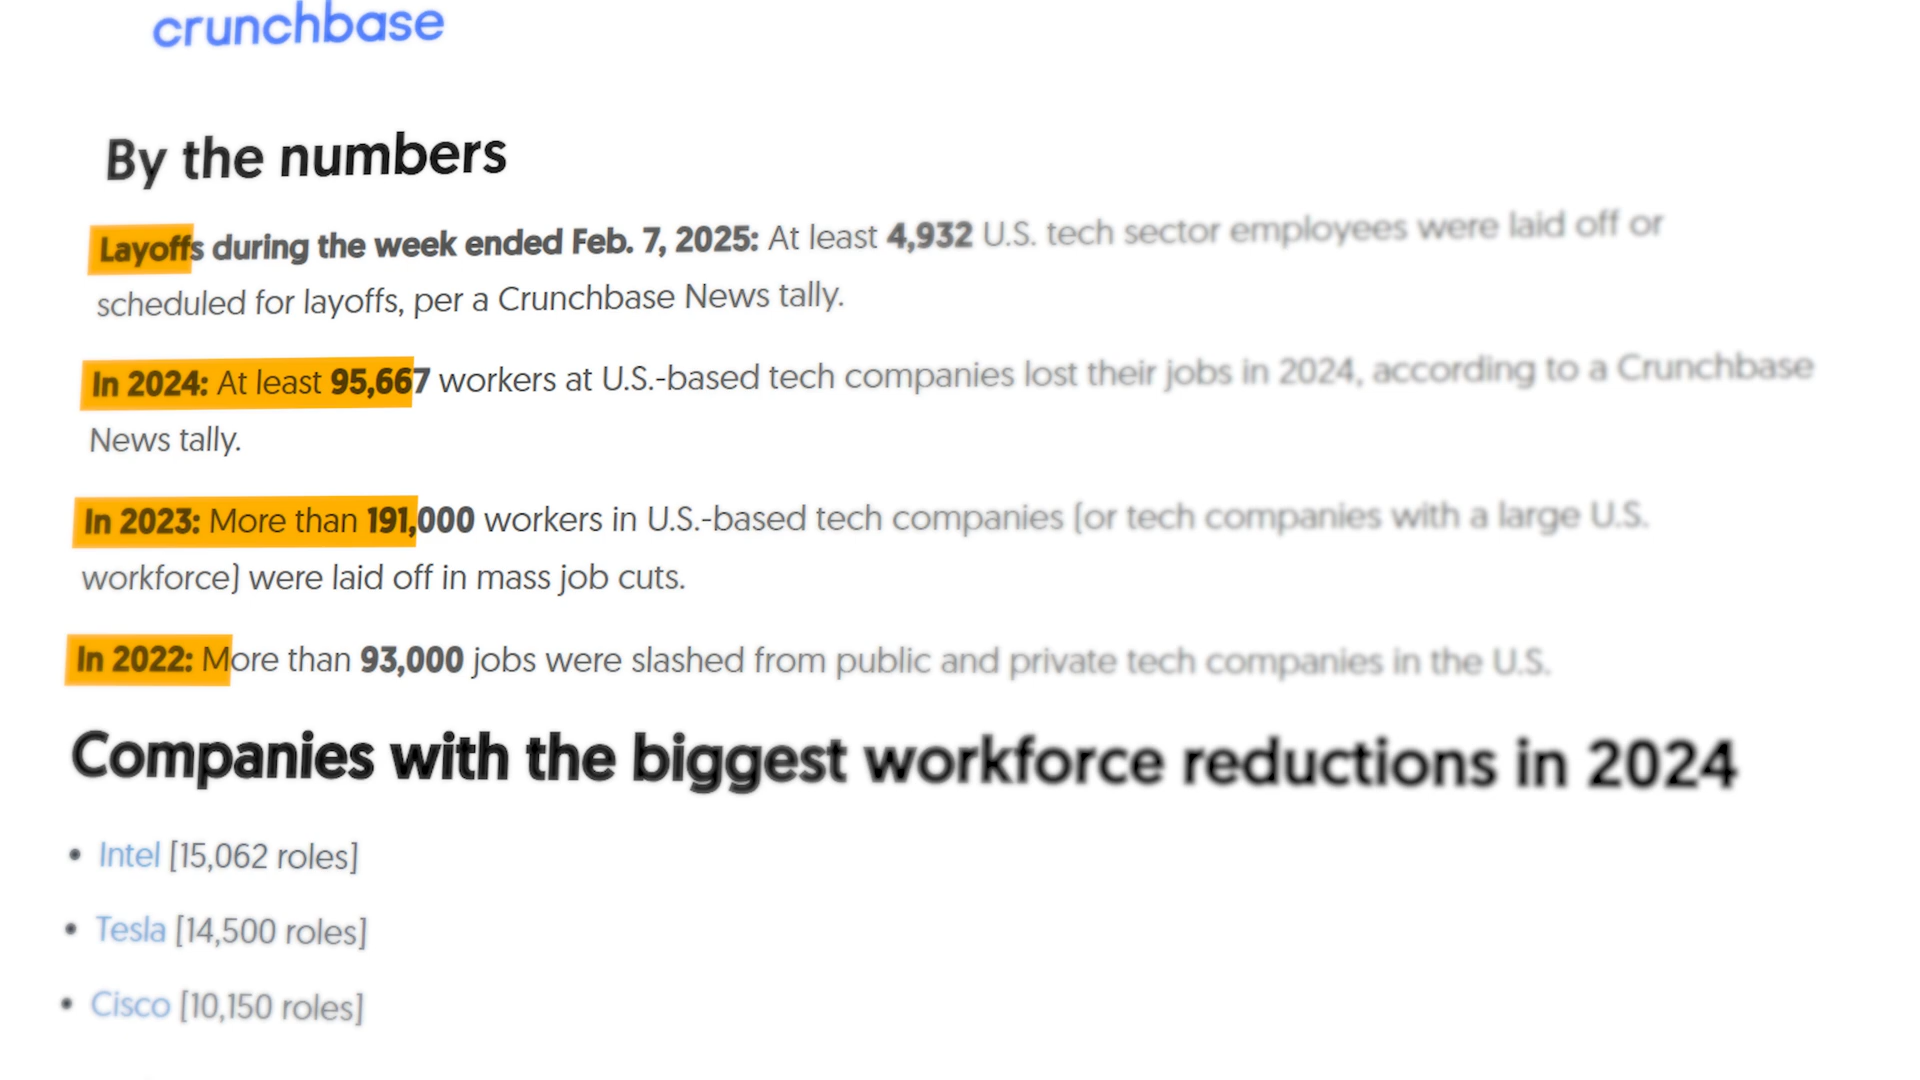 crunchbase
By the numbers
Layoffs during the week ended Feb. 7, 2025: At least 4,932 U.S. tech sector employees were laid off or
scheduled for layoffs, per a Crunchbase News tally.
In 2024: At least 95,667 workers at U.S.-based tech companies lost their jobs in 2024, according to a Crunchbase
News tally.
In 2023: More than 191,000 workers in U.S.-based tech companies (or tech companies with a large U.S.
workforce) were laid off in mass job cuts.
In 2022: More than 93,000 jobs were slashed from public and private tech companies in the U.S.
Companies with the biggest workforce reductions in 2024
• Intel [15,062 roles]
• Tesla [14,500 roles]
• Cisco [10,150 roles]